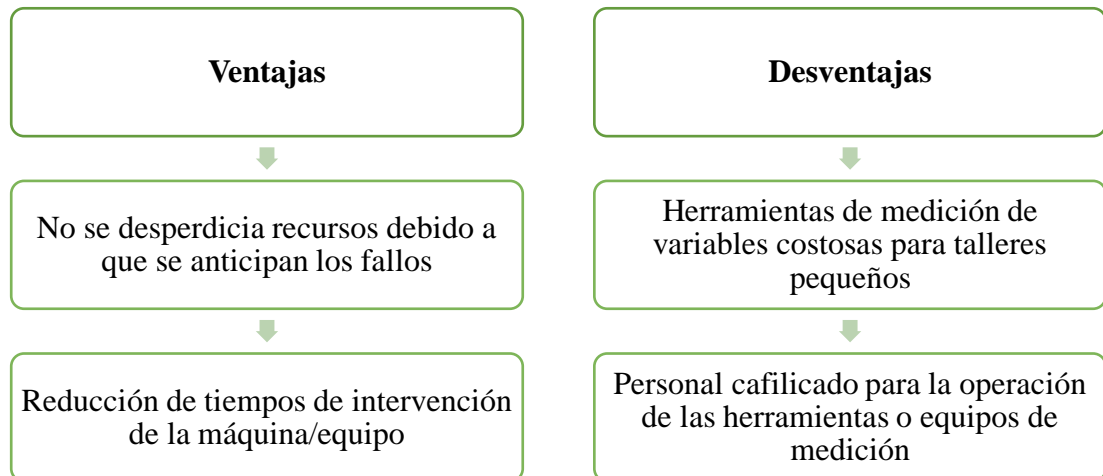 Ventajas
No se desperdicia recursos debido a
que se anticipan los fallos
Reducción de tiempos de intervención
de la máquina/equipo
Desventajas
Herramientas de medición de
variables costosas para talleres
pequeños
Personal cafilicado para la operación
de las herramientas o equipos de
medición